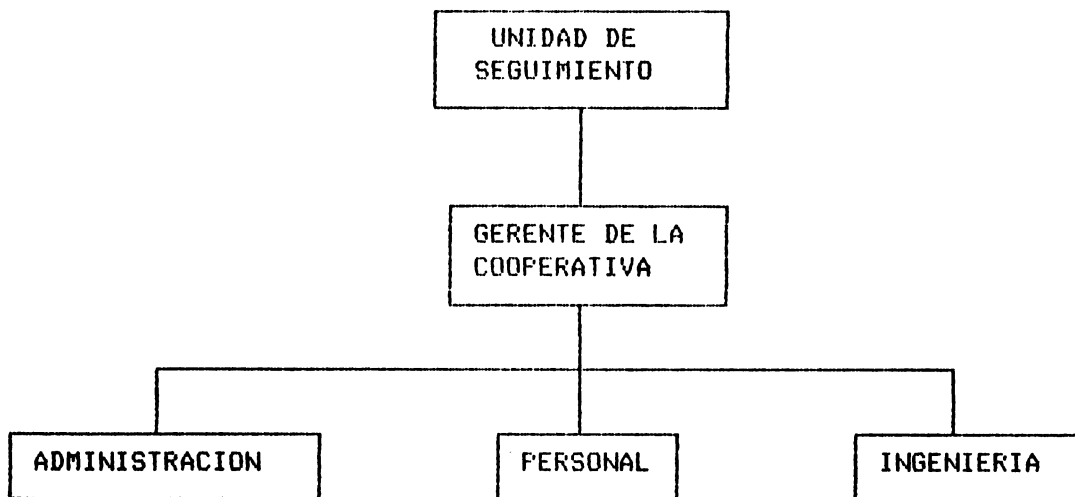 UNIDAD DE
SEGUIMIENTO
GERENTE DE LA
COOPERATIVA
ADMINISTRACION
PERSONAL
INGENIERIA